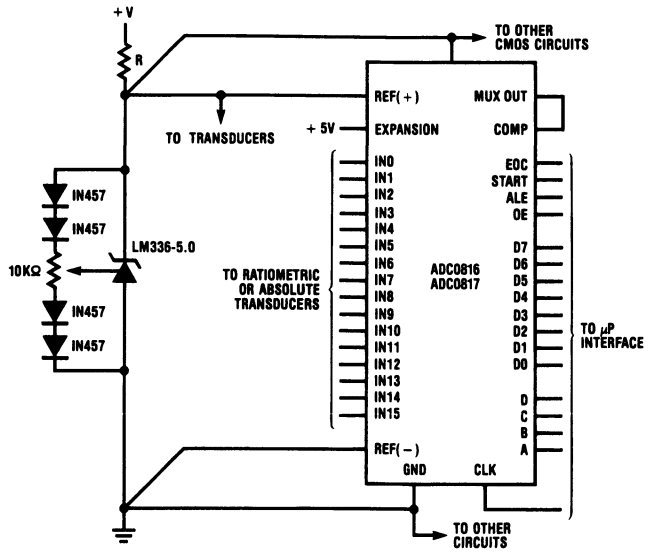 +V
R
TO OTHER
CMOS CIRCUITS
REF(+)
MUX OUT
TO TRANSDUCERS
+ 5V
EXPANSION
COMP
IN0
IN1
IN2
IN3
IN4
IN5
IN6
IN7
IN8
IN9
IN10
IN11
IN12
IN13
IN14
IN15
EOC
START
ALE
OE
D7
D6
D5
D4
D3
D2
D1
D0
D
C
B
A
IN457
IN457
LM336-5.0
10KΩ
IN457
IN457
TO RATIOMETRIC
OR ABSOLUTE
TRANSDUCERS
ADC0816
ADC0817
TO μP
INTERFACE
REF(−)
GND
CLK
TO OTHER
CIRCUITS